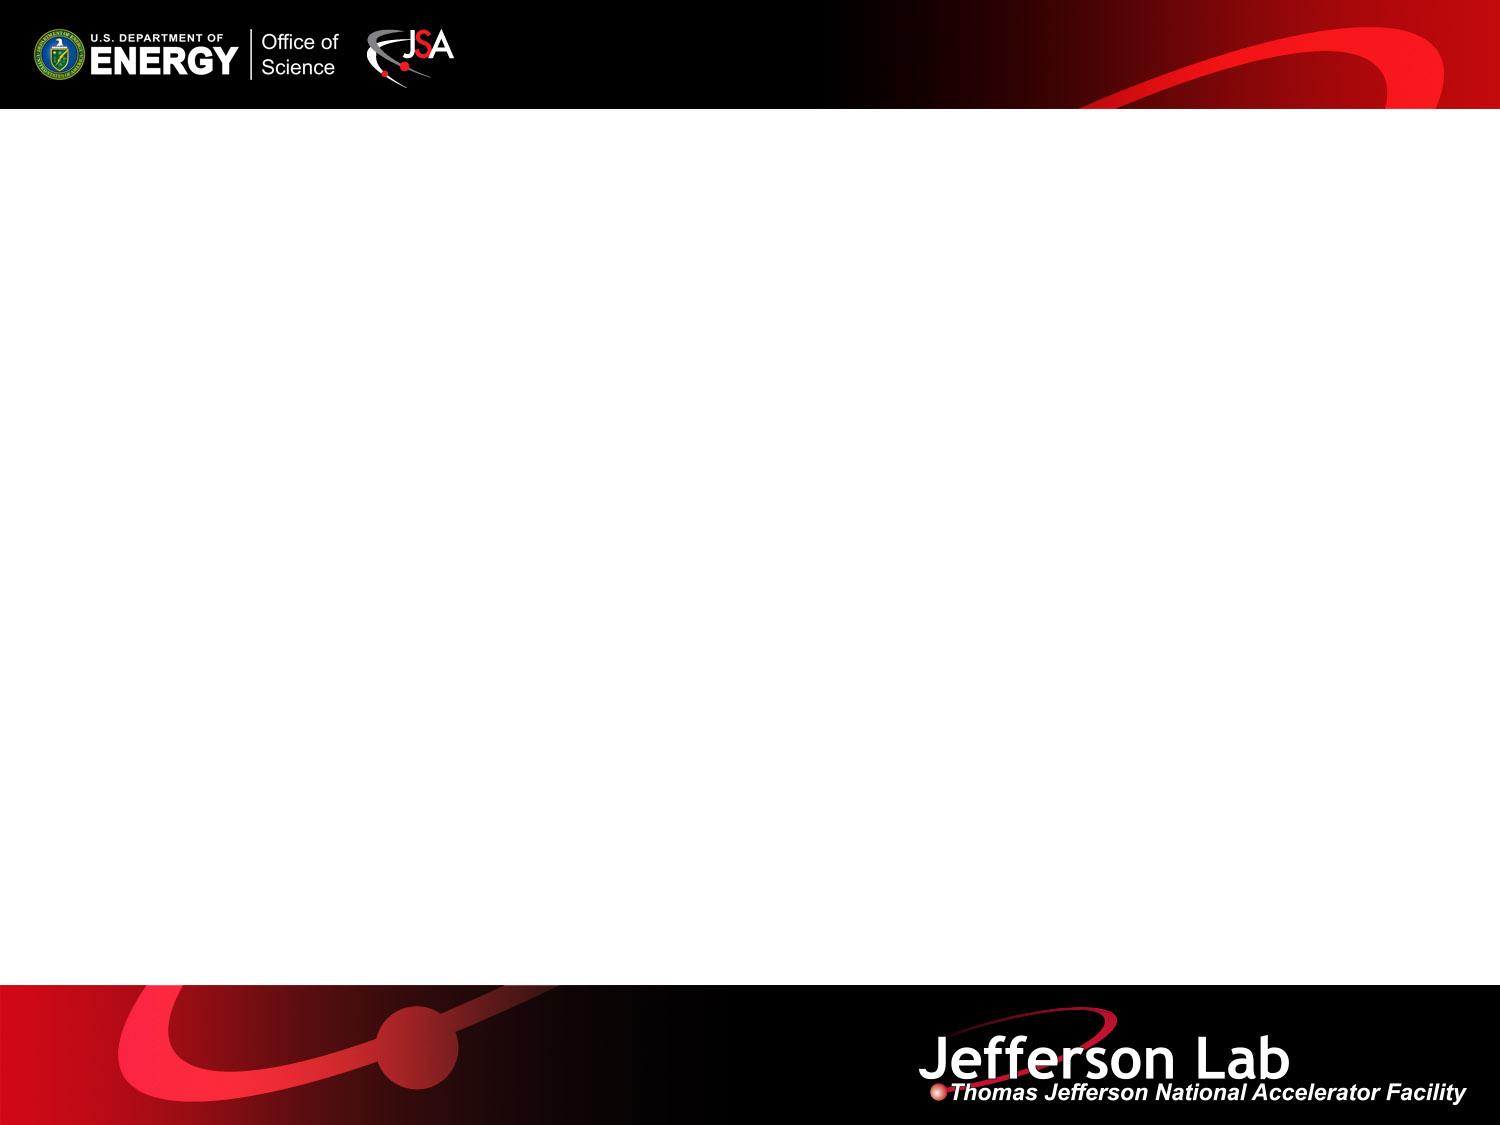 U.S. DEPARTMENT OF
ENERGY
Office of
Science
JSA
Jefferson Lab
Thomas Jefferson National Accelerator Facility